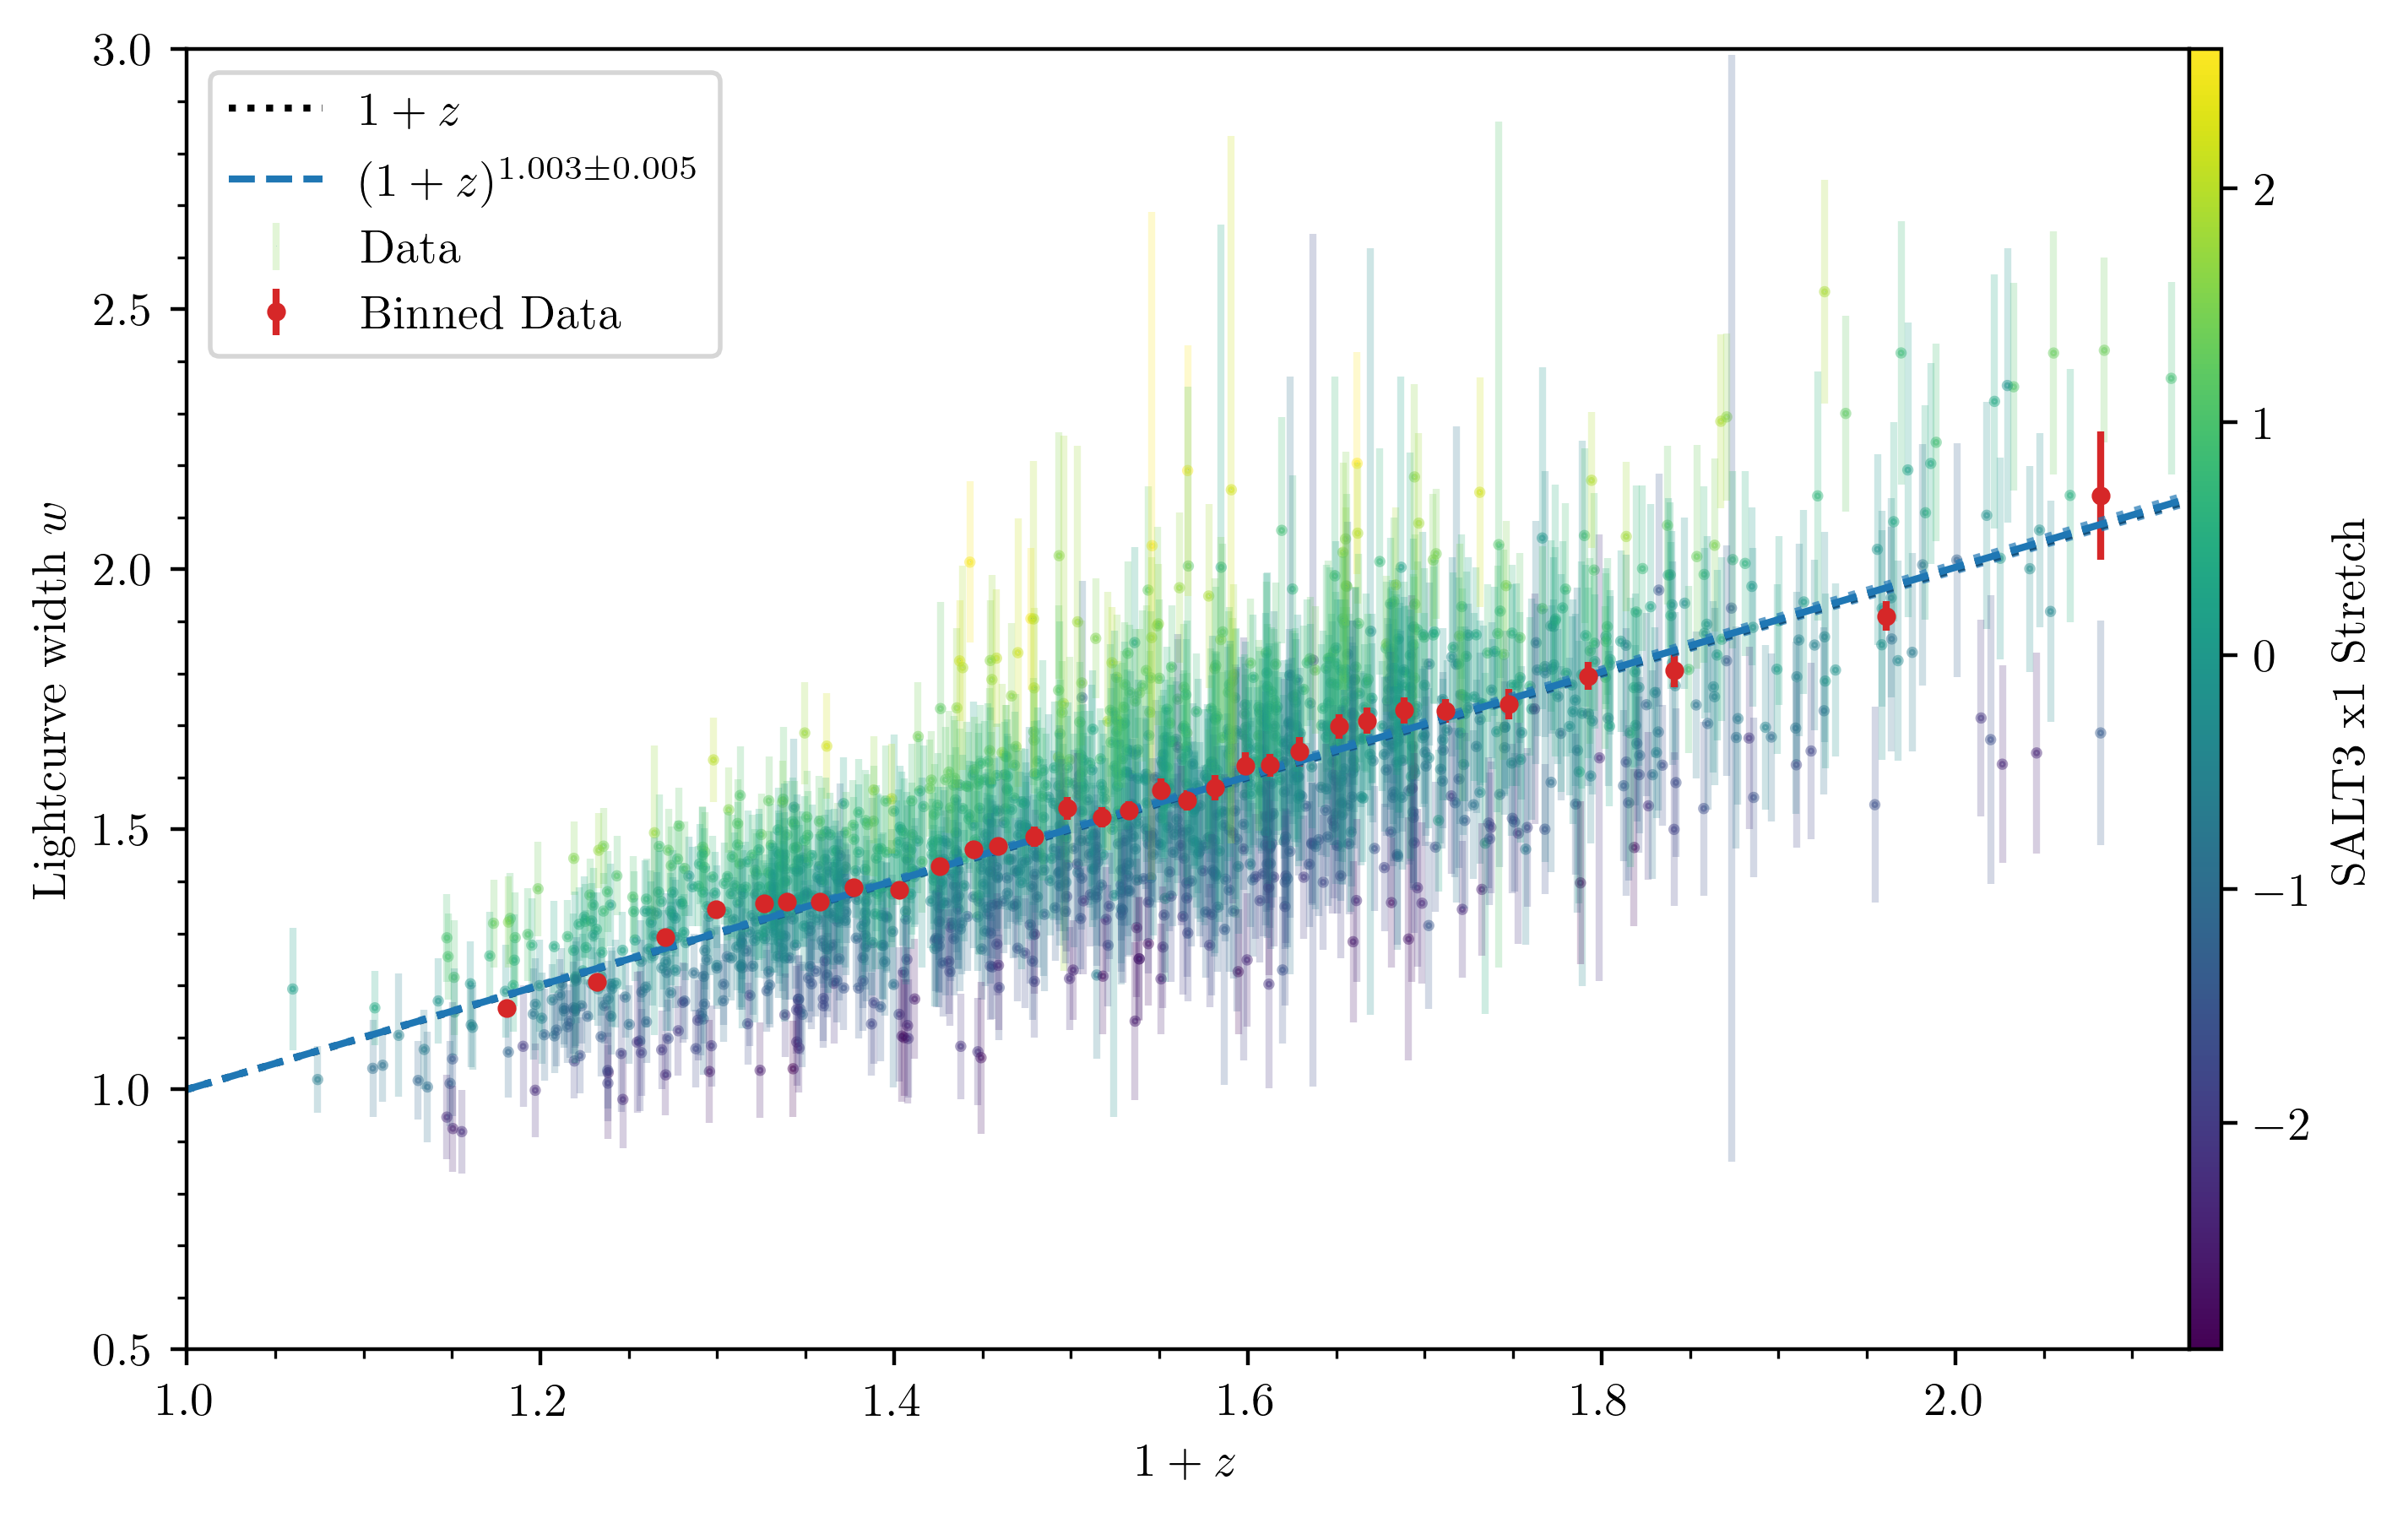 3.0
2.5
2.0
1.5
1.0
0.5
Lightcurve width w
1 + z
(1 + z)^{1.003±0.005}
Data
Binned Data
1.0
1.2
1.4
1.6
1.8
2.0
1 + z
2
1
0
−1
−2
SALT3 x1 Stretch